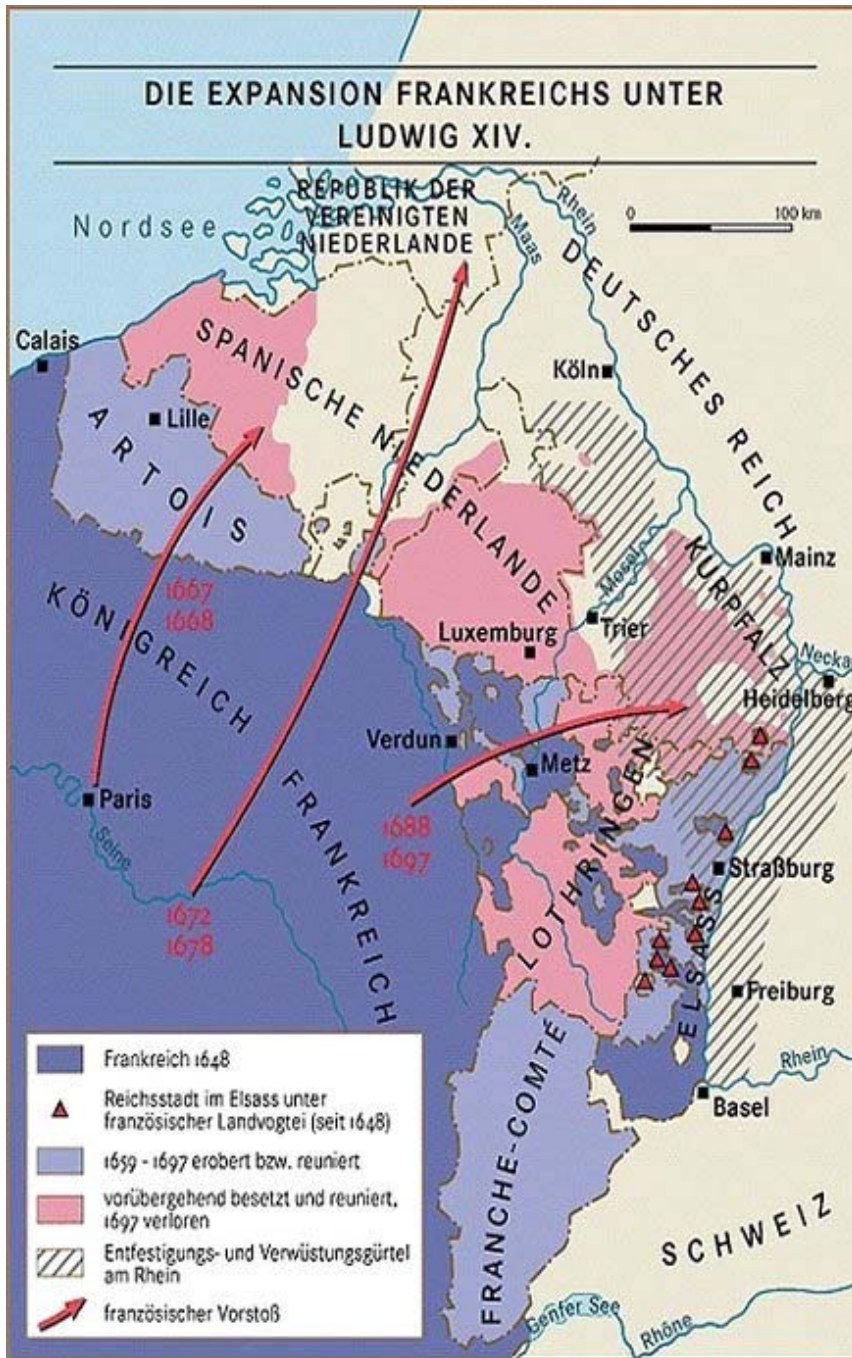 DIE EXPANSION FRANKREICHS UNTER
LUDWIG XIV.
REPUBLIK DER
VEREINIGTEN
NIEDERLANDE
Nordsee
Rhein
Maas
0 100 km
DEUTSCHES REICH
Calais
SPANISCHE NIEDERLANDE
Köln
Lille
ARTOIS
KURPFALZ
Mainz
Mosel
1667
1668
KÖNIGREICH
FRANKREICH
Luxemburg
Trier
Neckar
Heidelberg
Verdun
Metz
LOTHRINGEN
Paris
Seine
1688
1697
Straßburg
1672
1678
ELSASS
Freiburg
Rhein
Basel
FRANCHE-COMTÉ
SCHWEIZ
Genfer See
Rhône
Frankreich 1648
Reichsstadt im Elsass unter
französischer Landvogtei (seit 1648)
1659 - 1697 erobert bzw. reuniert
vorübergehend besetzt und reuniert,
1697 verloren
Entfestigungs- und Verwüstungsgürtel
am Rhein
französischer Vorstoß